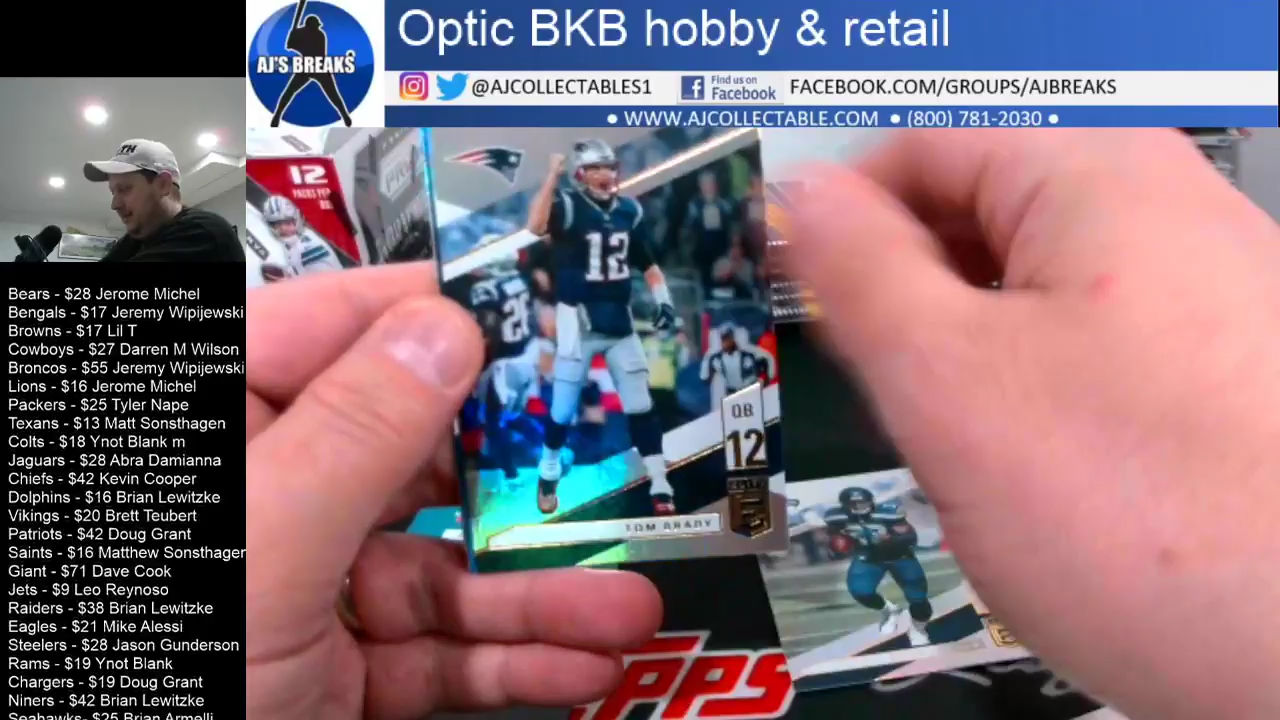 Optic BKB hobby & retail
AJ'S BREAKS
@AJCOLLECTABLES1
Find us on
Facebook
FACEBOOK.COM/GROUPS/AJBREAKS
● WWW.AJCOLLECTABLE.COM ● (800) 781-2030 ●
12
PACKS PER
12
QB
12
TOM BRADY
Bears - $28 Jerome Michel
Bengals - $17 Jeremy Wipijewski
Browns - $17 Lil T
Cowboys - $27 Darren M Wilson
Broncos - $55 Jeremy Wipijewski
Lions - $16 Jerome Michel
Packers - $25 Tyler Nape
Texans - $13 Matt Sonsthagen
Colts - $18 Ynot Blank m
Jaguars - $28 Abra Damianna
Chiefs - $42 Kevin Cooper
Dolphins - $16 Brian Lewitzke
Vikings - $20 Brett Teubert
Patriots - $42 Doug Grant
Saints - $16 Matthew Sonsthagen
Giant - $71 Dave Cook
Jets - $9 Leo Reynoso
Raiders - $38 Brian Lewitzke
Eagles - $21 Mike Alessi
Steelers - $28 Jason Gunderson
Rams - $19 Ynot Blank
Chargers - $19 Doug Grant
Niners - $42 Brian Lewitzke
Seahawks - $25 Brian Armelli